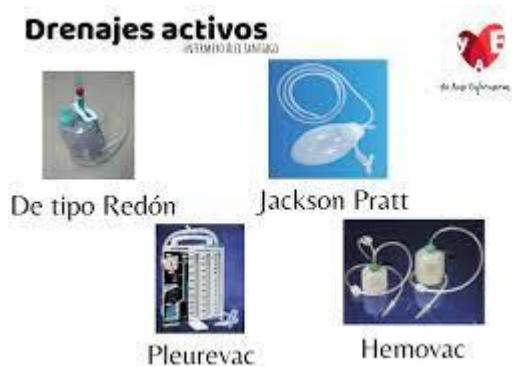 Drenajes activos
De tipo Redón
Jackson Pratt
Pleurevac
Hemovac